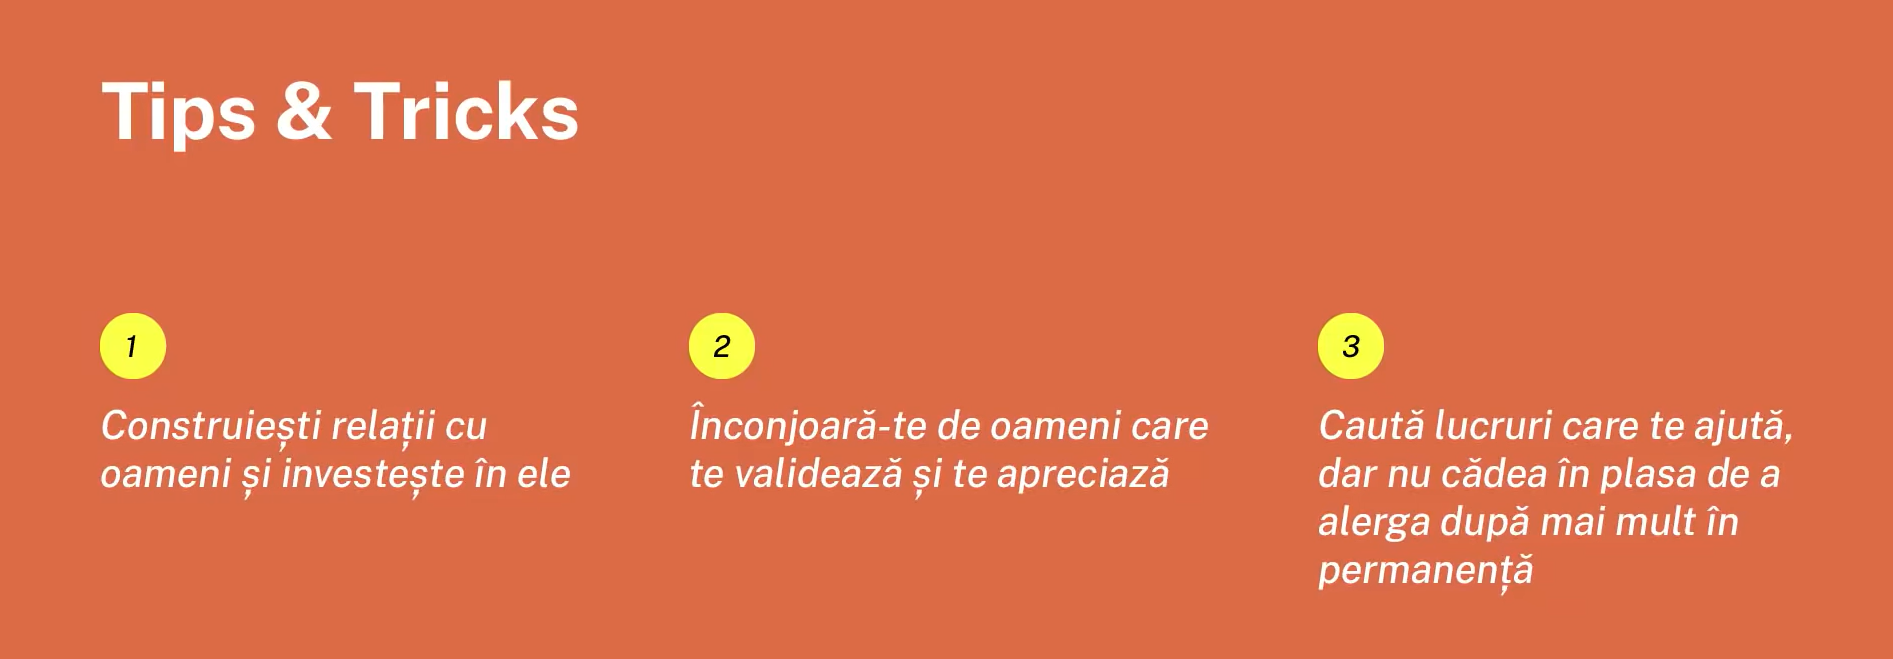 Tips & Tricks
1
Construiești relații cu
oameni și investește în ele
2
Înconjoară-te de oameni care
te validează și te apreciază
3
Caută lucruri care te ajută,
dar nu cădea în plasa de a
alerga după mai mult în
permanență